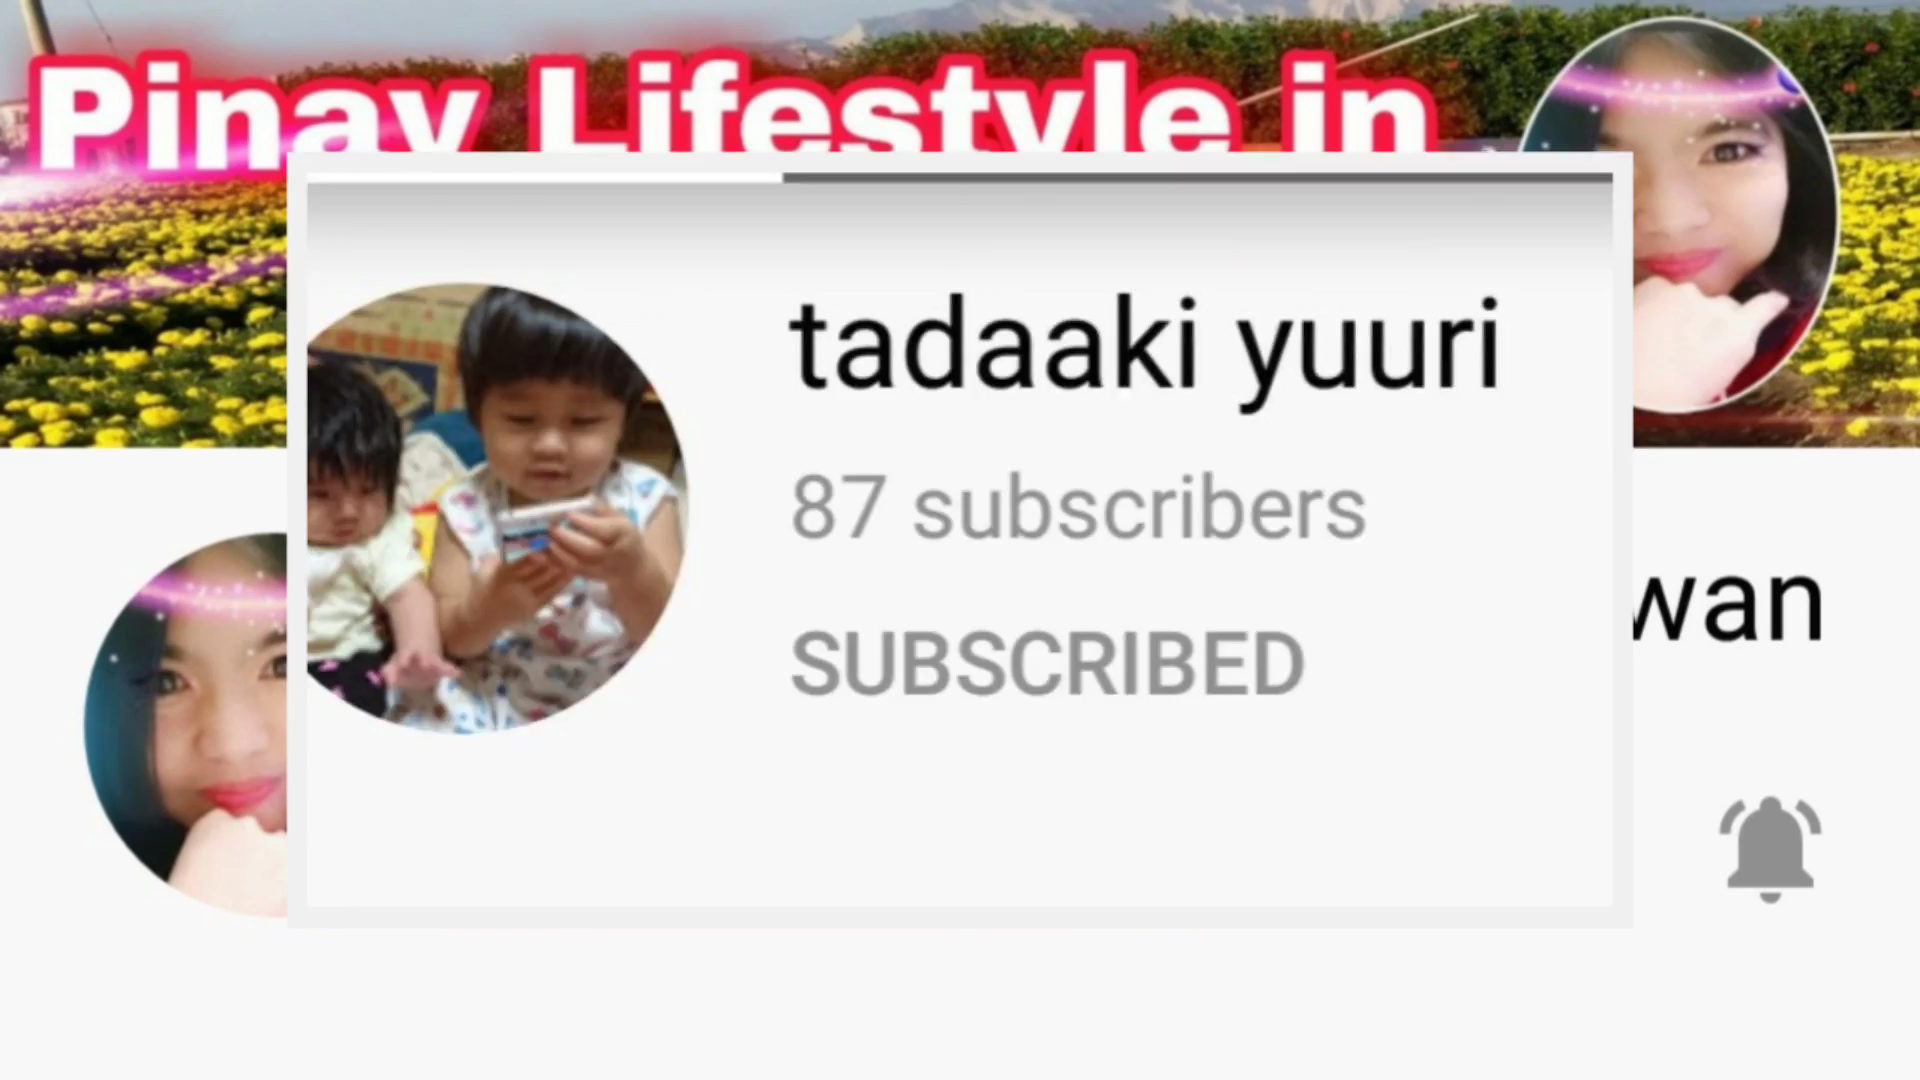 Pinay Lifestyle in
tadaaki yuuri
87 subscribers
SUBSCRIBED
wan